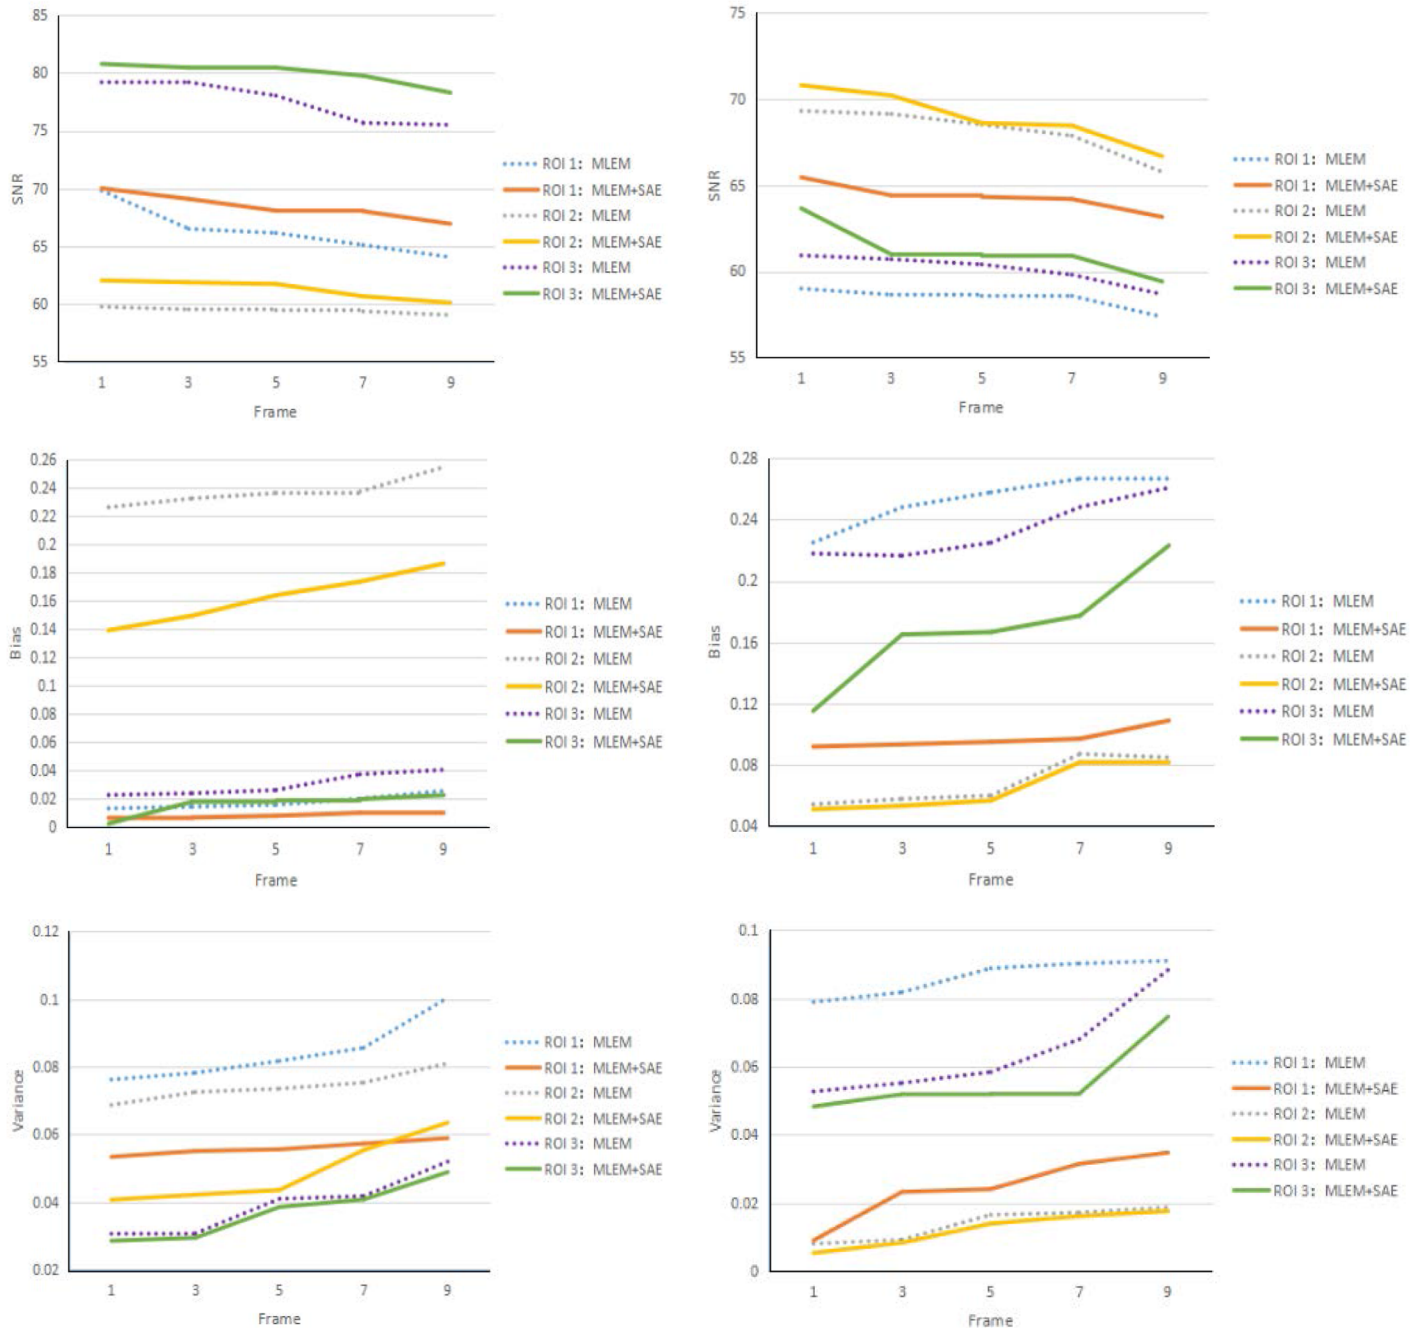 85
80
75
70
65
60
55
SNR
1 3 5 7 9
Frame
ROI 1: MLEM
ROI 1: MLEM+SAE
ROI 2: MLEM
ROI 2: MLEM+SAE
ROI 3: MLEM
ROI 3: MLEM+SAE
75
70
65
60
55
SNR
1 3 5 7 9
Frame
ROI 1: MLEM
ROI 1: MLEM+SAE
ROI 2: MLEM
ROI 2: MLEM+SAE
ROI 3: MLEM
ROI 3: MLEM+SAE
0.26
0.24
0.22
0.2
0.18
0.16
0.14
0.12
0.1
0.08
0.06
0.04
0.02
0
Bias
1 3 5 7 9
Frame
ROI 1: MLEM
ROI 1: MLEM+SAE
ROI 2: MLEM
ROI 2: MLEM+SAE
ROI 3: MLEM
ROI 3: MLEM+SAE
0.28
0.24
0.2
0.16
0.12
0.08
0.04
Bias
1 3 5 7 9
Frame
ROI 1: MLEM
ROI 1: MLEM+SAE
ROI 2: MLEM
ROI 2: MLEM+SAE
ROI 3: MLEM
ROI 3: MLEM+SAE
0.12
0.1
0.08
0.06
0.04
0.02
Variance
1 3 5 7 9
Frame
ROI 1: MLEM
ROI 1: MLEM+SAE
ROI 2: MLEM
ROI 2: MLEM+SAE
ROI 3: MLEM
ROI 3: MLEM+SAE
0.1
0.08
0.06
0.04
0.02
0
Variance
1 3 5 7 9
Frame
ROI 1: MLEM
ROI 1: MLEM+SAE
ROI 2: MLEM
ROI 2: MLEM+SAE
ROI 3: MLEM
ROI 3: MLEM+SAE